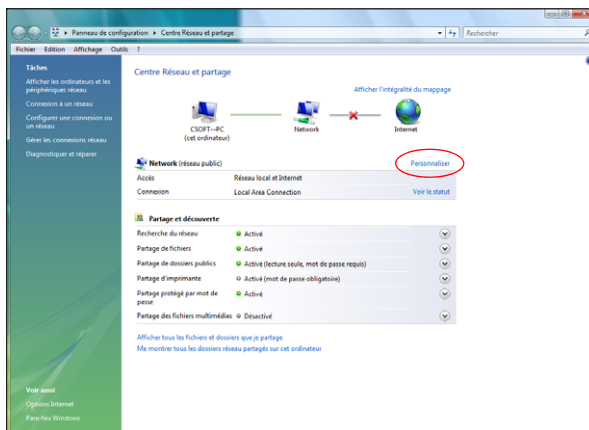 Panneau de configuration ▸ Centre Réseau et partage
Rechercher
Fichier Edition Affichage Outils ?
Tâches
Afficher les ordinateurs et les
périphériques réseau
Connexion à un réseau
Configurer une connexion ou
un réseau
Gérer les connexions réseau
Diagnostiquer et réparer
Voir aussi
Options Internet
Pare-feu Windows
Centre Réseau et partage
Afficher l'intégralité du mappage
CSOFT--PC
(cet ordinateur)
Network
Internet
Network (réseau public)
Personnaliser
Accès Réseau local et Internet
Connexion Local Area Connection Voir le statut
Partage et découverte
Recherche du réseau Activé
Partage de fichiers Activé
Partage de dossiers publics Activé (lecture seule, mot de passe requis)
Partage d'imprimante Activé (mot de passe obligatoire)
Partage protégé par mot de
passe
Activé
Partage des fichiers multimédias Désactivé
Afficher tous les fichiers et dossiers que je partage
Me montrer tous les dossiers réseau partagés sur cet ordinateur